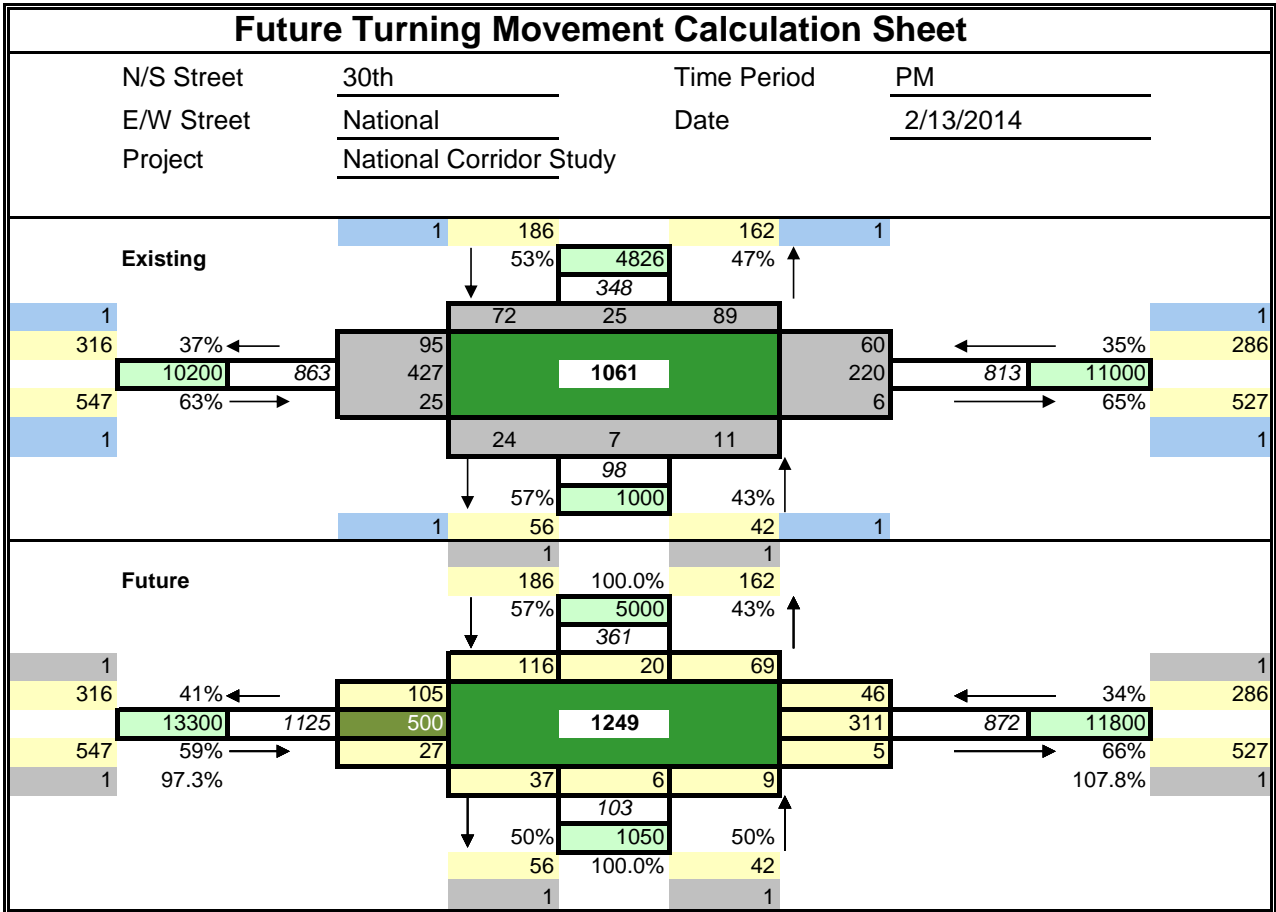 Future Turning Movement Calculation Sheet
N/S Street 30th Time Period PM
E/W Street National Date 2/13/2014
Project National Corridor Study
1 186 162 1
Existing 53% 4826 47%
348
1 72 25 89 1
316 37% 95 60 35% 286
10200 863 427 1061 220 813 11000
547 63% 25 6 65% 527
1 24 7 11 1
98
57% 1000 43%
1 56 42 1
1 1
Future 186 100.0% 162
57% 5000 43%
361
1 116 20 69 1
316 41% 105 46 34% 286
13300 1125 500 1249 311 872 11800
547 59% 27 5 66% 527
1 97.3% 37 6 9 107.8% 1
103
50% 1050 50%
56 100.0% 42
1 1